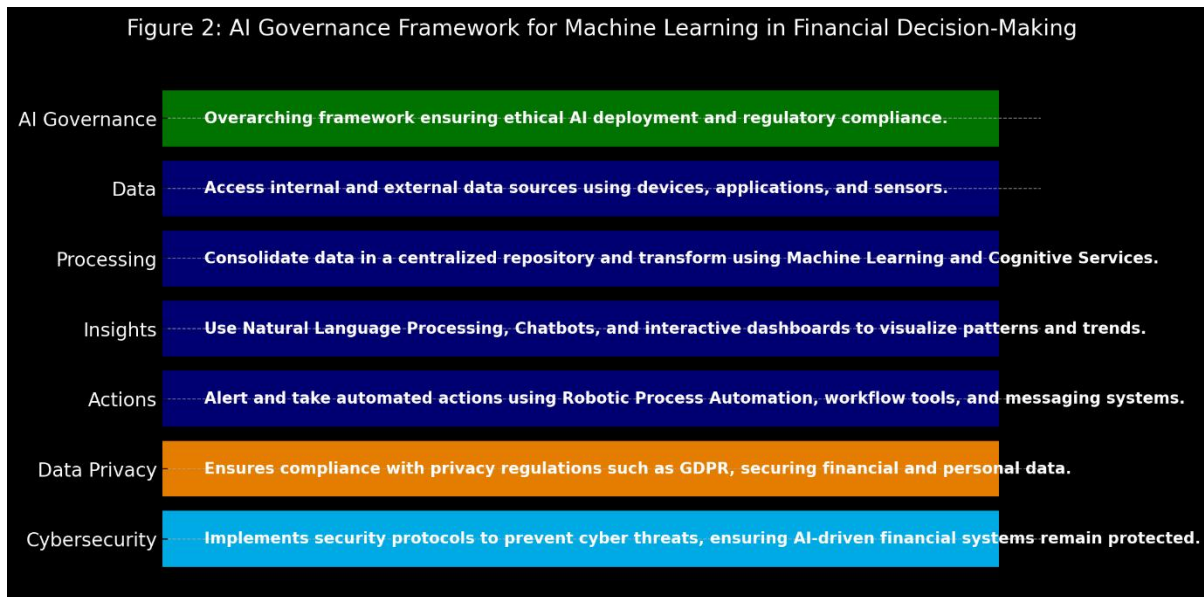 Figure 2: AI Governance Framework for Machine Learning in Financial Decision-Making
AI Governance Overarching framework ensuring ethical AI deployment and regulatory compliance.
Data Access internal and external data sources using devices, applications, and sensors.
Processing Consolidate data in a centralized repository and transform using Machine Learning and Cognitive Services.
Insights Use Natural Language Processing, Chatbots, and interactive dashboards to visualize patterns and trends.
Actions Alert and take automated actions using Robotic Process Automation, workflow tools, and messaging systems.
Data Privacy Ensures compliance with privacy regulations such as GDPR, securing financial and personal data.
Cybersecurity Implements security protocols to prevent cyber threats, ensuring AI-driven financial systems remain protected.